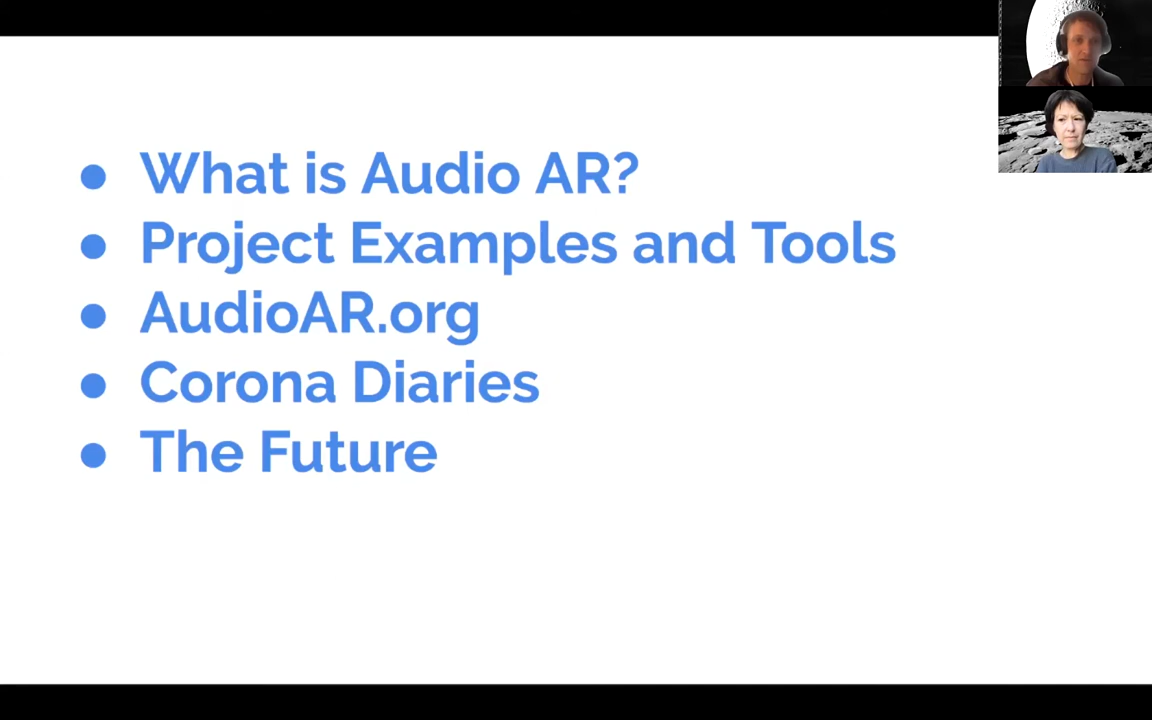 ● What is Audio AR?
● Project Examples and Tools
● AudioAR.org
● Corona Diaries
● The Future